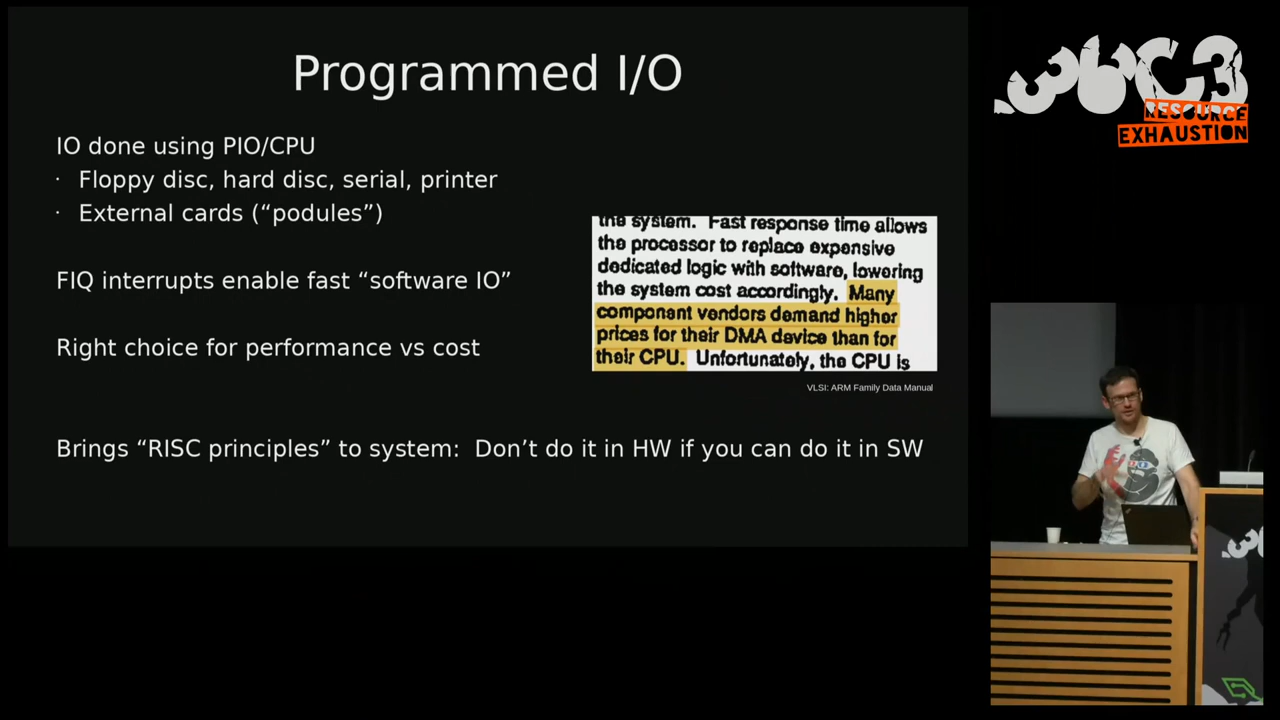 Programmed I/O
IO done using PIO/CPU
· Floppy disc, hard disc, serial, printer
· External cards (“podules”)
FIQ interrupts enable fast “software IO”
Right choice for performance vs cost
Brings “RISC principles” to system: Don’t do it in HW if you can do it in SW
the system. Fast response time allows
the processor to replace expensive
dedicated logic with software, lowering
the system cost accordingly. Many
component vendors demand higher
prices for their DMA device than for
their CPU. Unfortunately, the CPU is
VLSI: ARM Family Data Manual
36C3
RESOURCE
EXHAUSTION